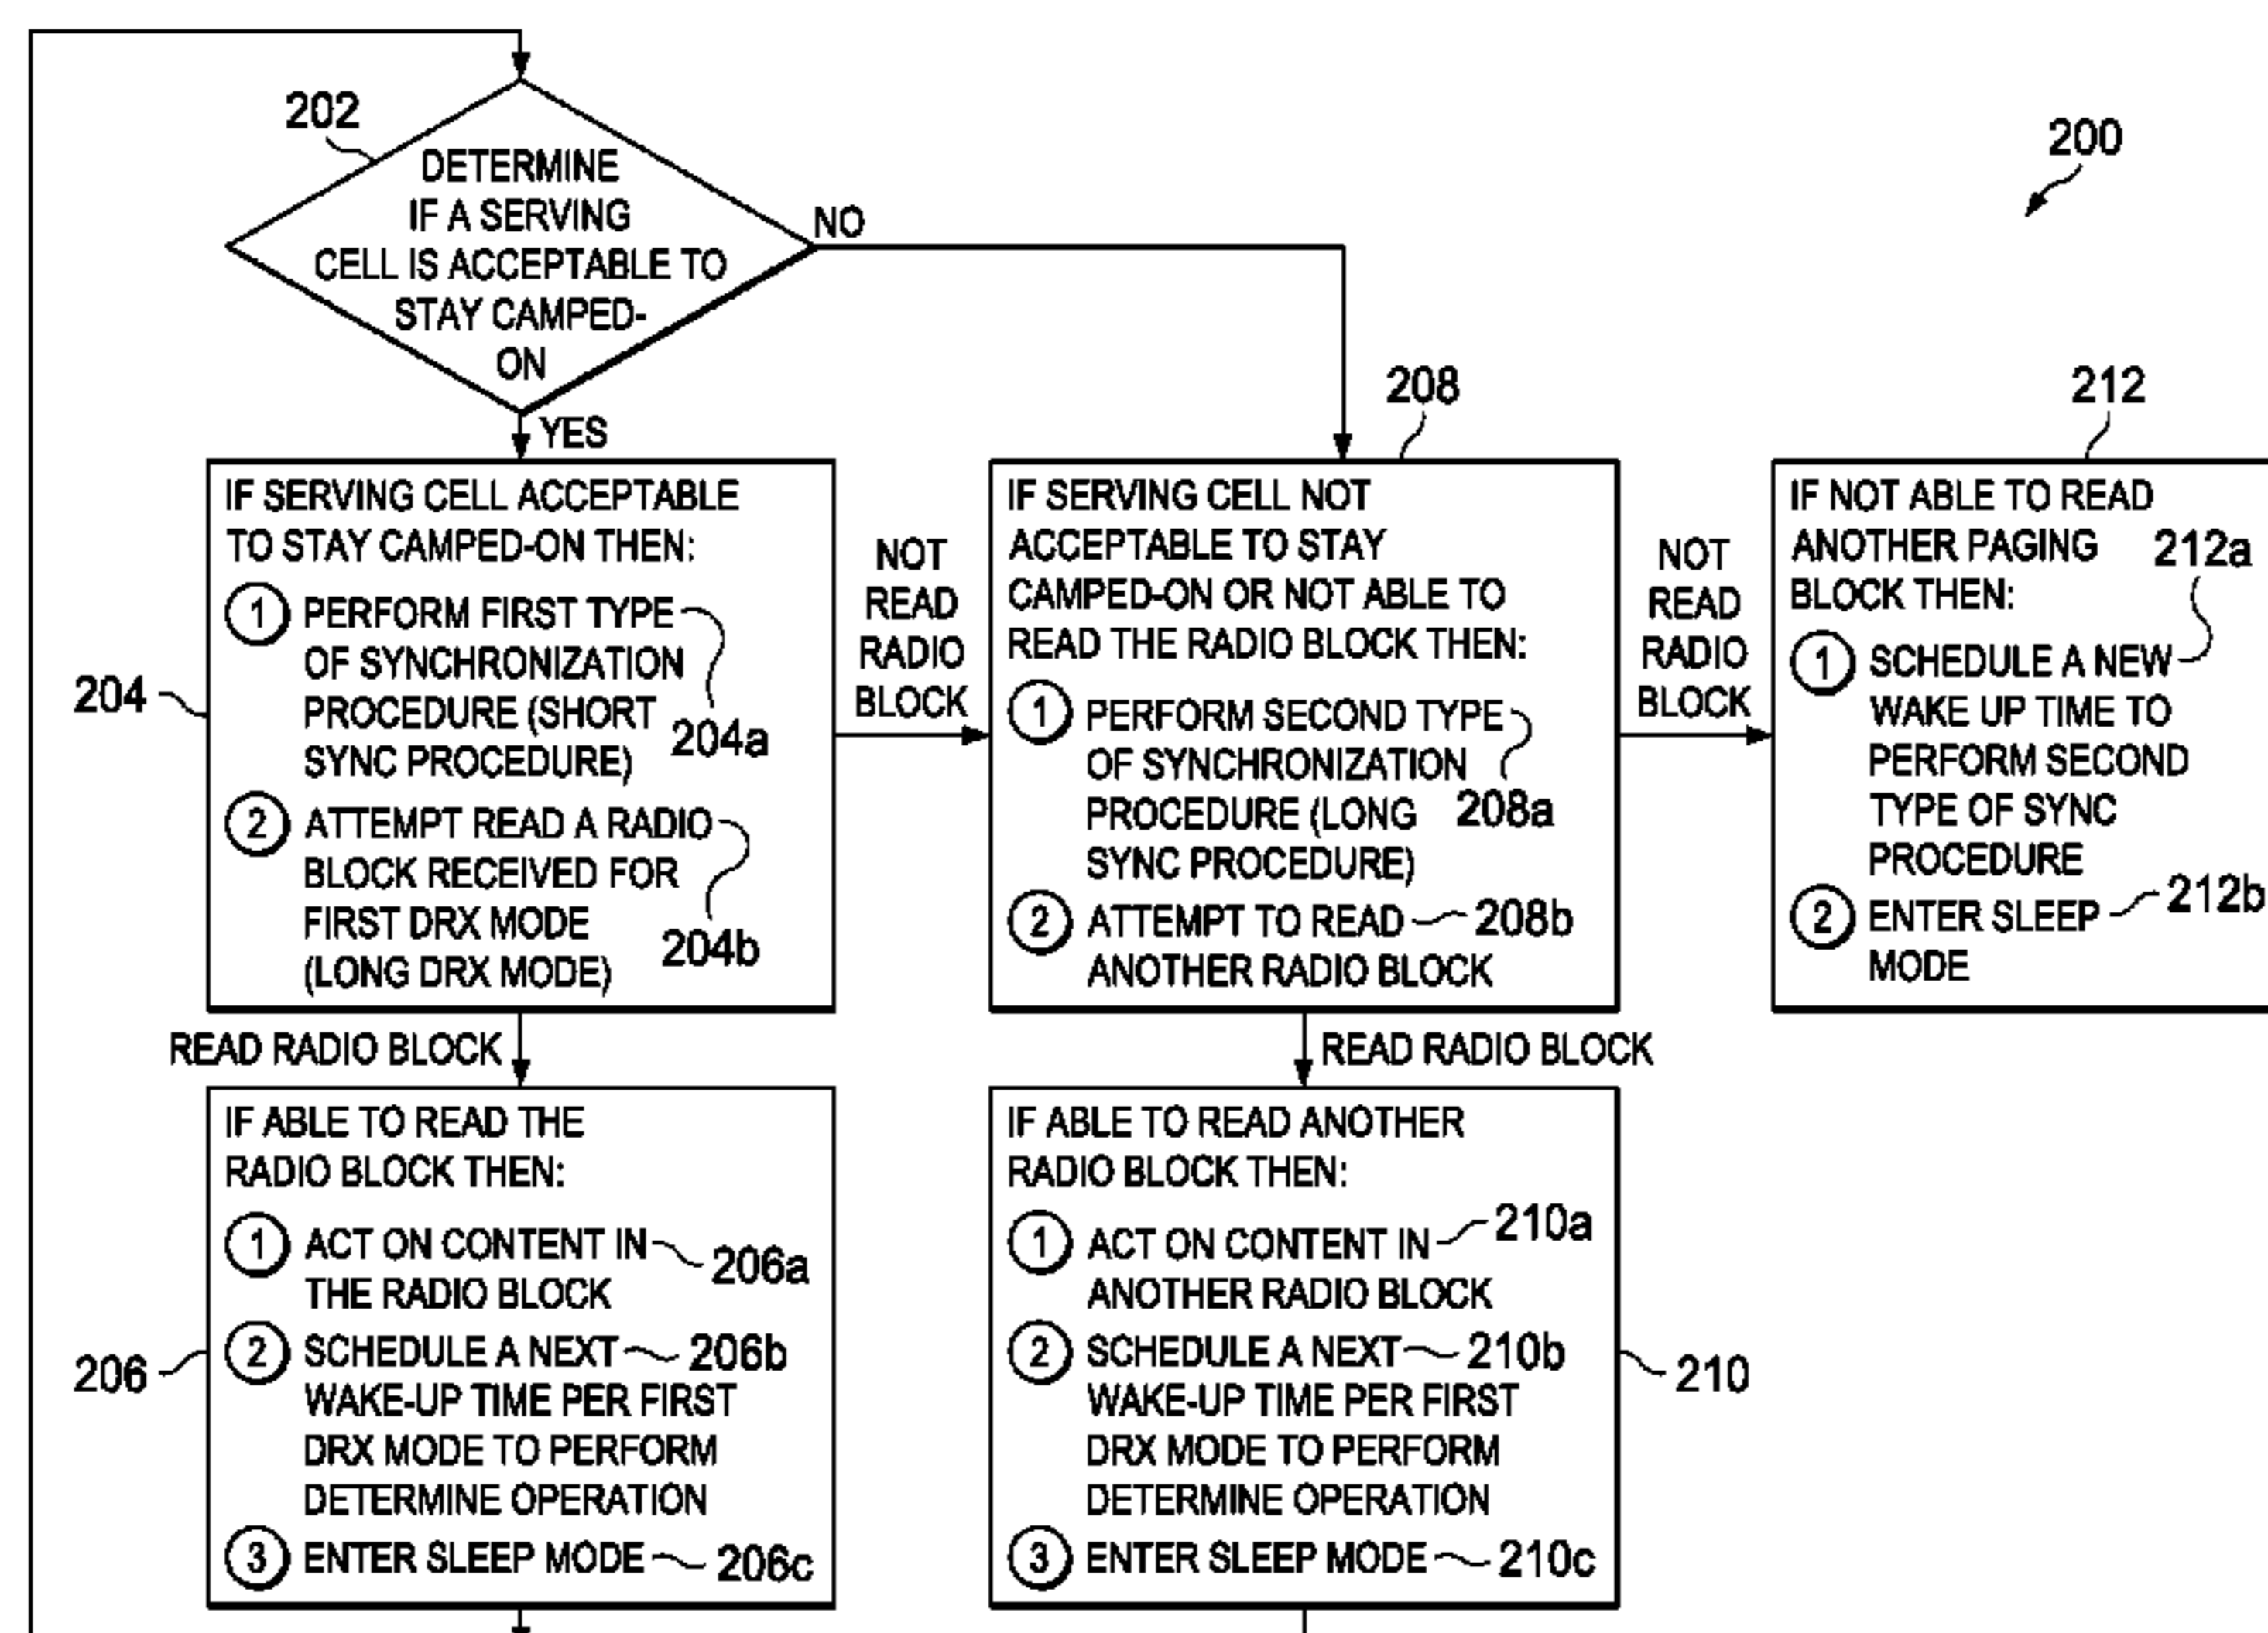 202
DETERMINE
IF A SERVING
CELL IS ACCEPTABLE TO
STAY CAMPED-
ON
NO
YES
200
204
IF SERVING CELL ACCEPTABLE
TO STAY CAMPED-ON THEN:
1 PERFORM FIRST TYPE
OF SYNCHRONIZATION
PROCEDURE (SHORT
SYNC PROCEDURE)
204a
2 ATTEMPT READ A RADIO
BLOCK RECEIVED FOR
FIRST DRX MODE
(LONG DRX MODE)
204b
NOT
READ
RADIO
BLOCK
208
IF SERVING CELL NOT
ACCEPTABLE TO STAY
CAMPED-ON OR NOT ABLE TO
READ THE RADIO BLOCK THEN:
1 PERFORM SECOND TYPE
OF SYNCHRONIZATION
PROCEDURE (LONG
SYNC PROCEDURE)
208a
2 ATTEMPT TO READ 208b
ANOTHER RADIO BLOCK
NOT
READ
RADIO
BLOCK
212
IF NOT ABLE TO READ
ANOTHER PAGING
BLOCK THEN:
212a
1 SCHEDULE A NEW
WAKE UP TIME TO
PERFORM SECOND
TYPE OF SYNC
PROCEDURE
2 ENTER SLEEP 212b
MODE
READ RADIO BLOCK
READ RADIO BLOCK
206
IF ABLE TO READ THE
RADIO BLOCK THEN:
1 ACT ON CONTENT IN 206a
THE RADIO BLOCK
2 SCHEDULE A NEXT 206b
WAKE-UP TIME PER FIRST
DRX MODE TO PERFORM
DETERMINE OPERATION
3 ENTER SLEEP MODE 206c
IF ABLE TO READ ANOTHER
RADIO BLOCK THEN:
1 ACT ON CONTENT IN 210a
ANOTHER RADIO BLOCK
2 SCHEDULE A NEXT 210b
WAKE-UP TIME PER FIRST
DRX MODE TO PERFORM
DETERMINE OPERATION
3 ENTER SLEEP MODE 210c
210